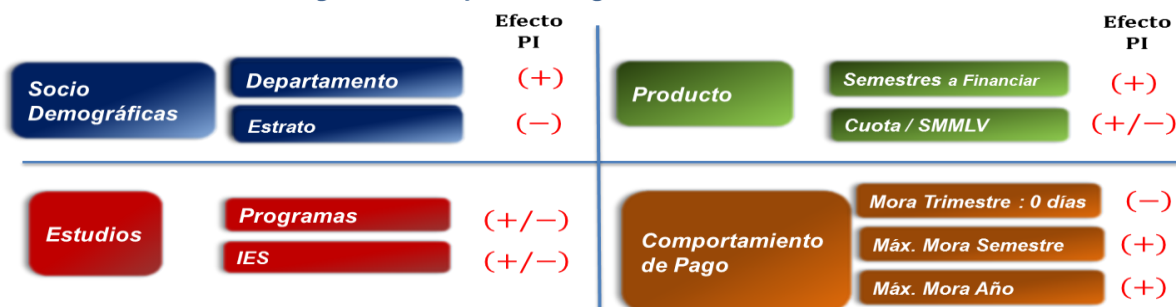 Efecto
PI
Socio
Demográficas
Departamento
(+)
Estrato
(−)
Efecto
PI
Producto
Semestres a Financiar
(+)
Cuota / SMMLV
(+/−)
Estudios
Programas
(+/−)
IES
(+/−)
Comportamiento
de Pago
Mora Trimestre : 0 días
(−)
Máx. Mora Semestre
(+)
Máx. Mora Año
(+)